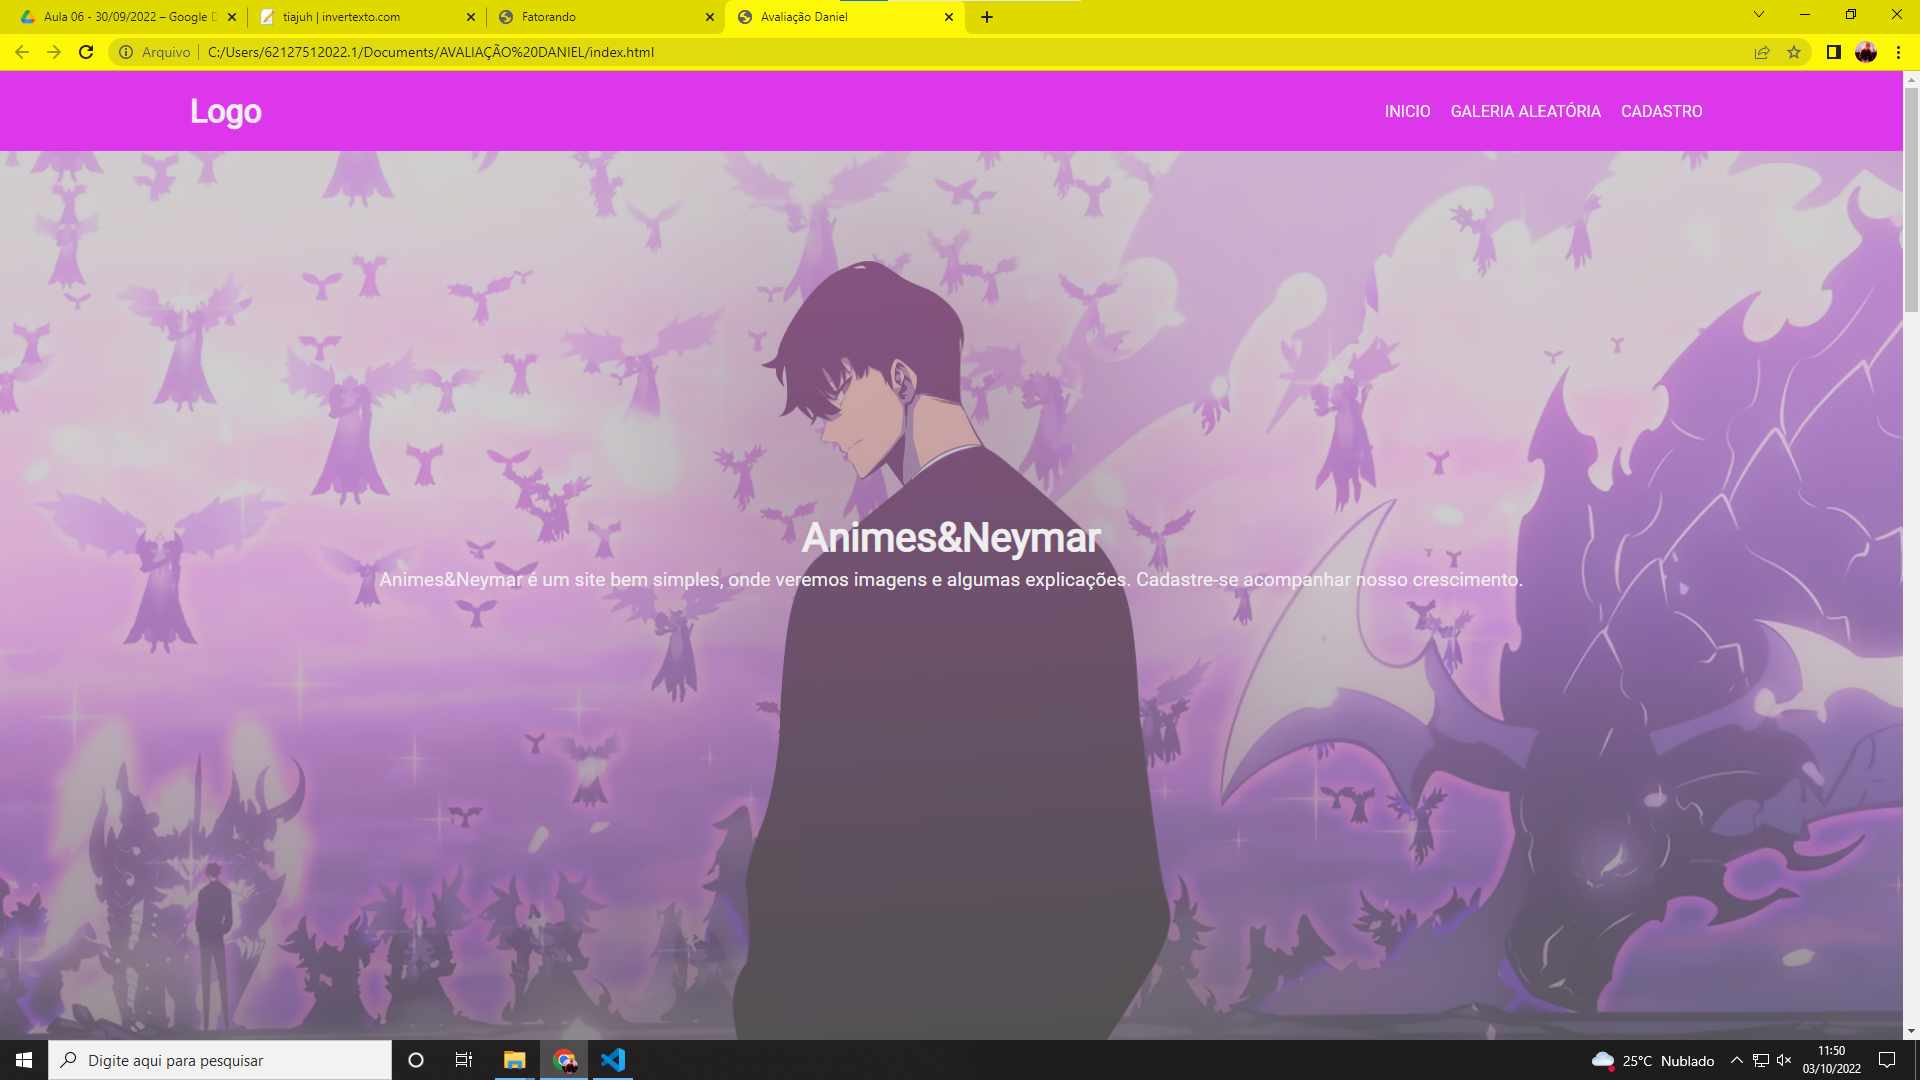 Aula 06 - 30/09/2022 – Google D
tiajuh | invertexto.com
Fatorando
Avaliação Daniel
Arquivo
C:/Users/62127512022.1/Documents/AVALIAÇÃO%20DANIEL/index.html
Logo
INICIO
GALERIA ALEATÓRIA
CADASTRO
Animes&Neymar
Animes&Neymar é um site bem simples, onde veremos imagens e algumas explicações. Cadastre-se acompanhar nosso crescimento.
Digite aqui para pesquisar
25°C Nublado
11:50
03/10/2022